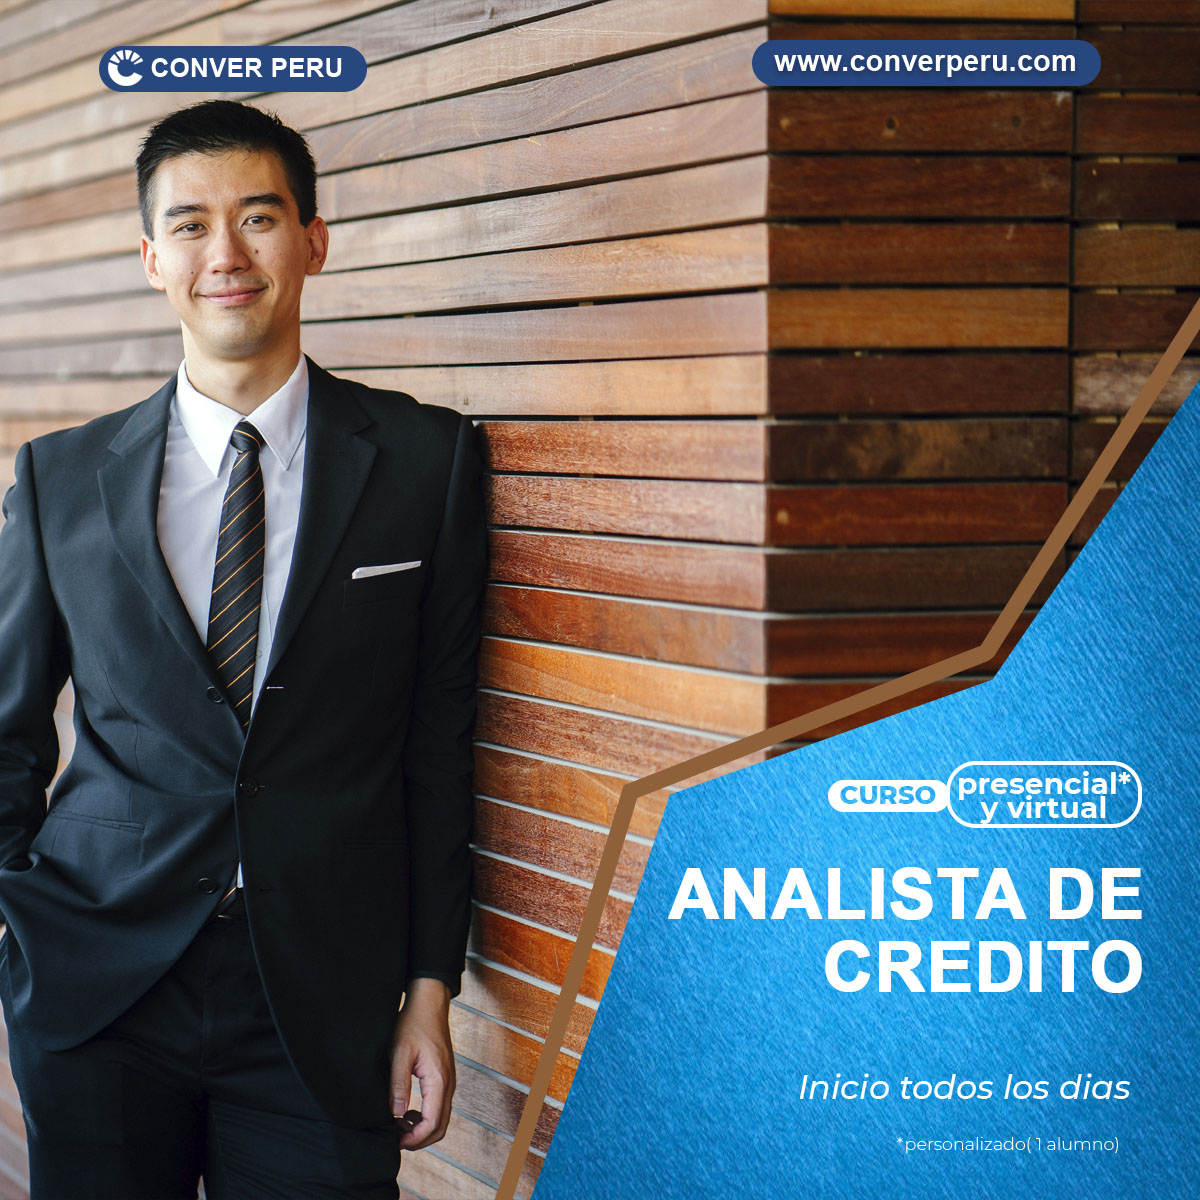 CONVER PERU
www.converperu.com
CURSO
presencial*
y virtual
ANALISTA DE
CREDITO
Inicio todos los dias
*personalizado( 1 alumno)